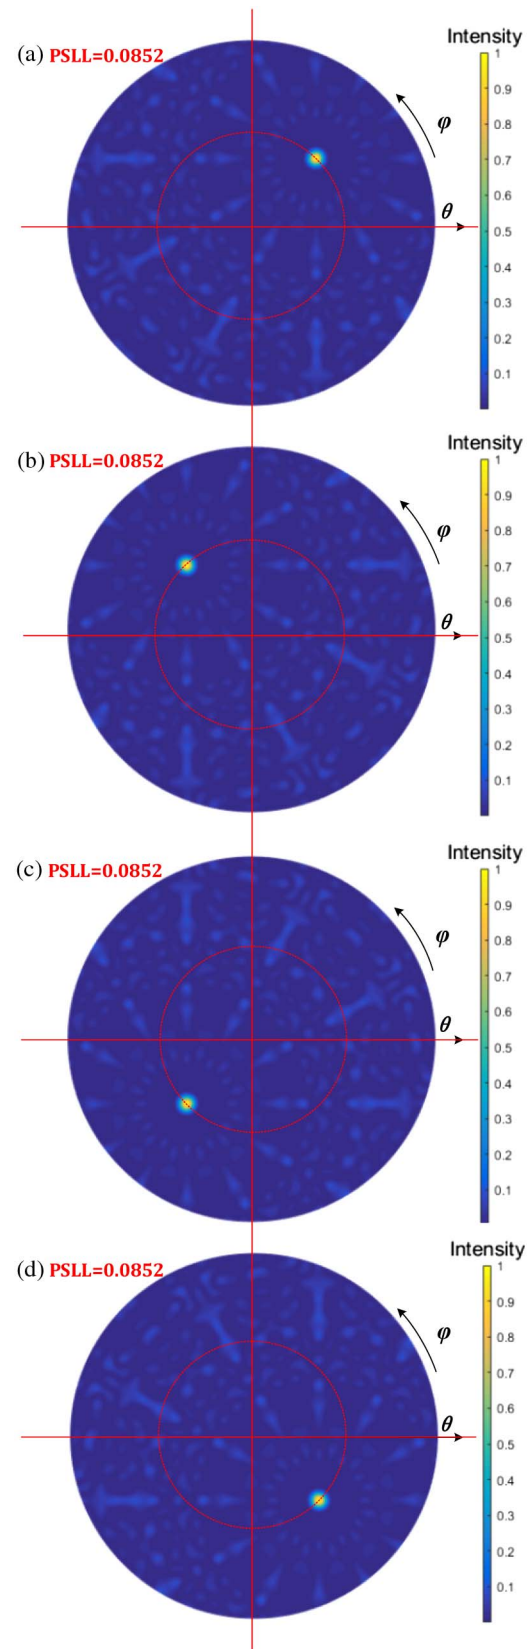 Intensity
(a) PSLL=0.0852
1
0.9
φ
0.8
0.7
θ
0.6
0.5
0.4
0.3
0.2
0.1
Intensity
(b) PSLL=0.0852
1
0.9
φ
0.8
0.7
0.6
θ
0.5
0.4
0.3
0.2
0.1
Intensity
(c) PSLL=0.0852
1
0.9
φ
0.8
0.7
0.6
θ
0.5
0.4
0.3
0.2
0.1
Intensity
(d) PSLL=0.0852
1
0.9
φ
0.8
0.7
0.6
θ
0.5
0.4
0.3
0.2
0.1